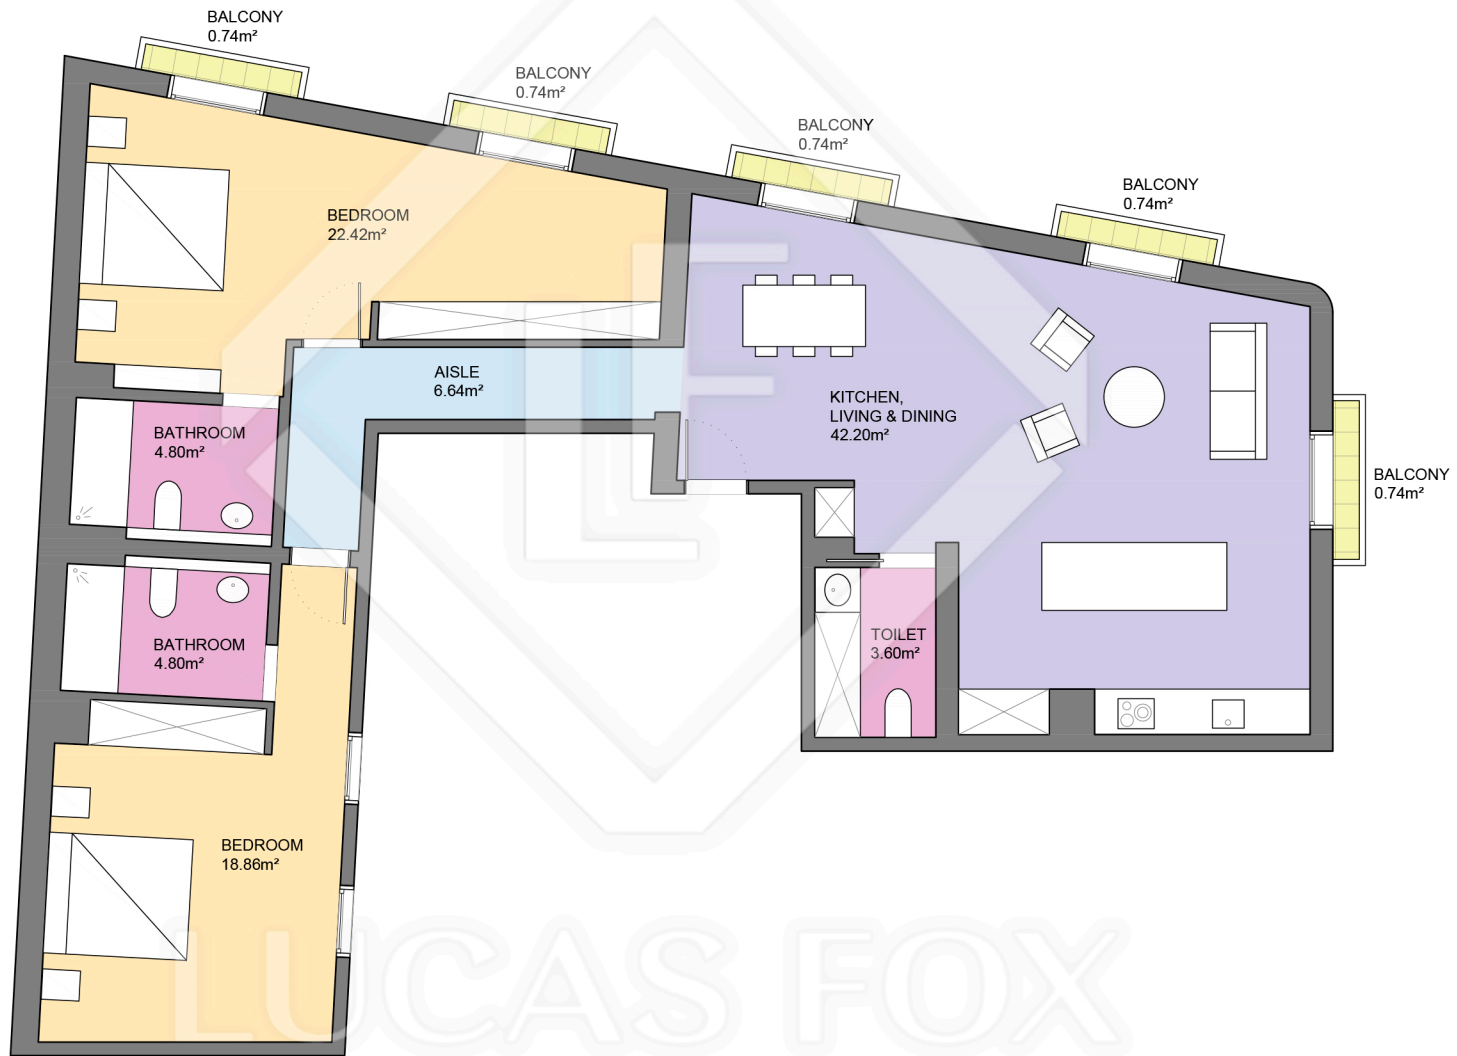 BALCONY
0.74m²
BALCONY
0.74m²
BALCONY
0.74m²
BALCONY
0.74m²
BEDROOM
22.42m²
AISLE
6.64m²
KITCHEN,
LIVING & DINING
42.20m²
BATHROOM
4.80m²
BALCONY
0.74m²
BATHROOM
4.80m²
TOILET
3.60m²
BEDROOM
18.86m²
LUCAS FOX